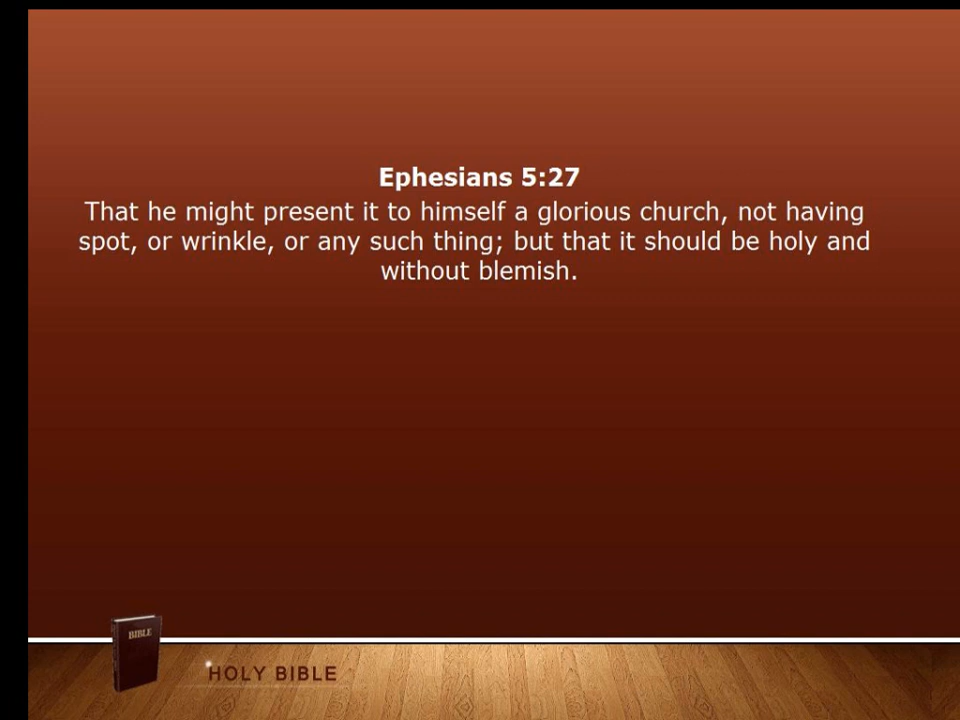 Ephesians 5:27
That he might present it to himself a glorious church, not having
spot, or wrinkle, or any such thing; but that it should be holy and
without blemish.
BIBLE
HOLY BIBLE